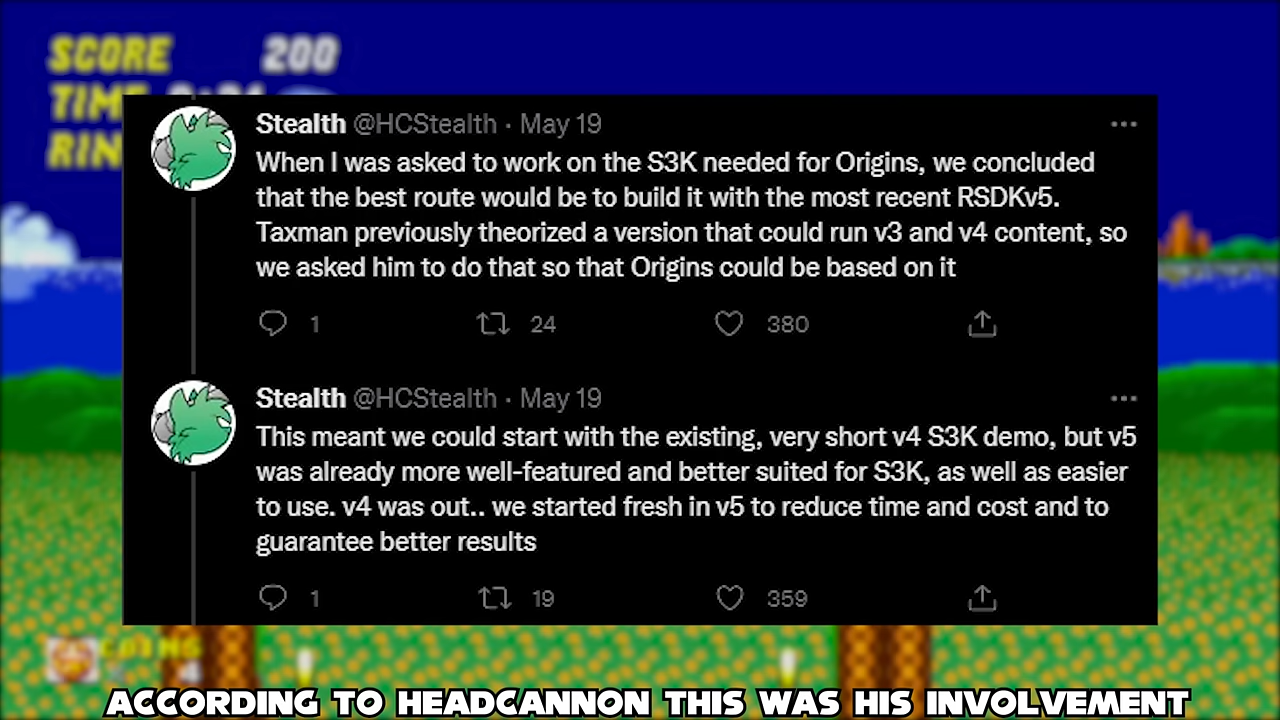 SCORE 200
TIME
RIN
Stealth @HCStealth · May 19
When I was asked to work on the S3K needed for Origins, we concluded
that the best route would be to build it with the most recent RSDKv5.
Taxman previously theorized a version that could run v3 and v4 content, so
we asked him to do that so that Origins could be based on it
1 24 380
Stealth @HCStealth · May 19
This meant we could start with the existing, very short v4 S3K demo, but v5
was already more well-featured and better suited for S3K, as well as easier
to use. v4 was out.. we started fresh in v5 to reduce time and cost and to
guarantee better results
1 19 359
ACCORDING TO HEADCANNON THIS WAS HIS INVOLVEMENT